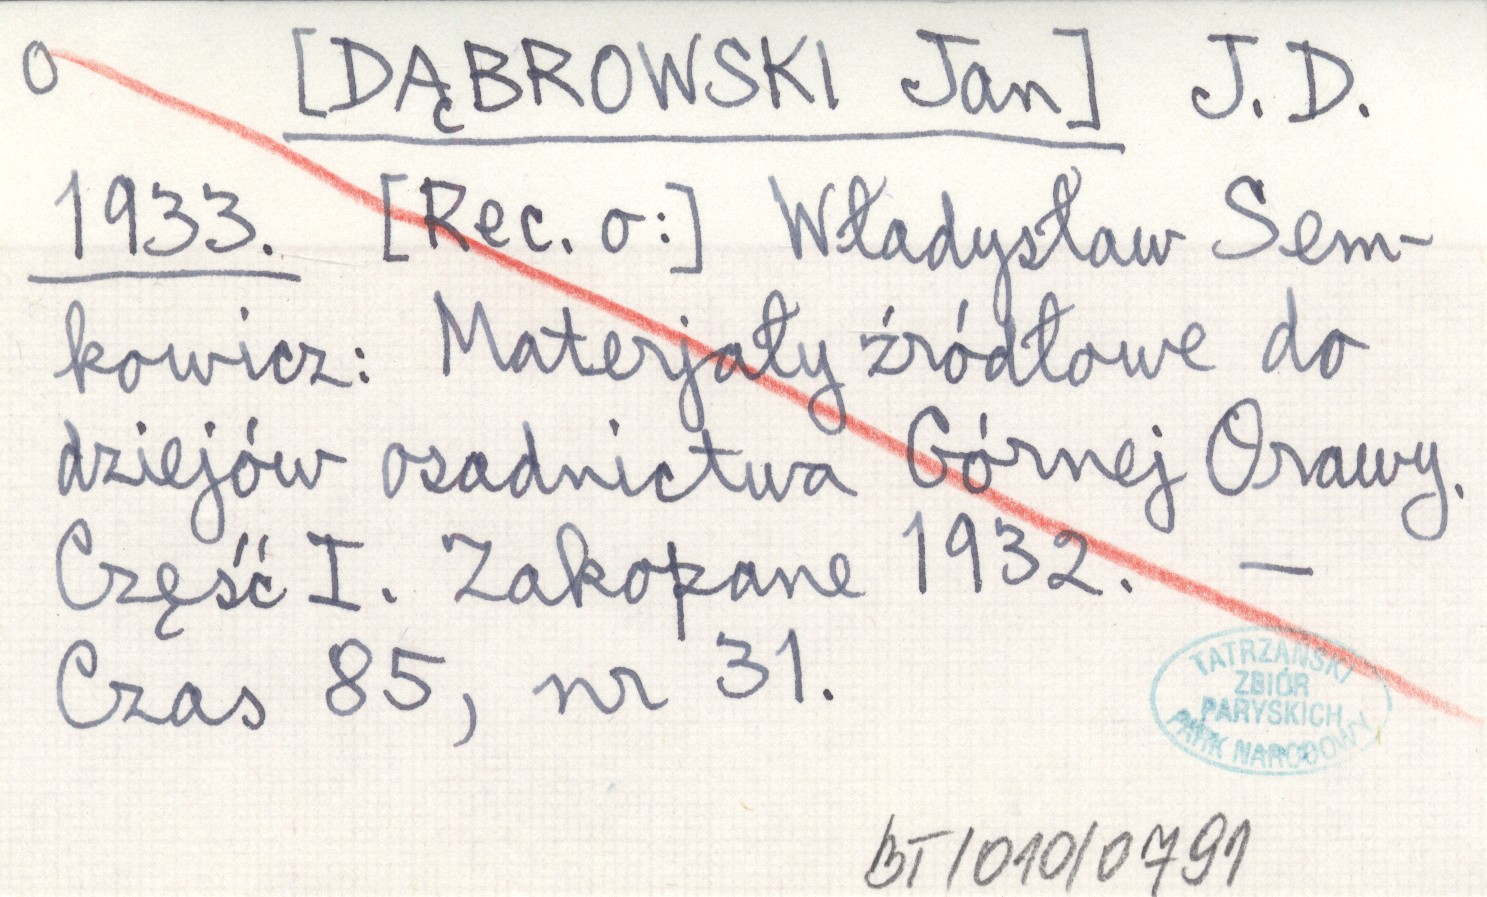 o [DĄBROWSKI Jan] J.D.
1933. [Rec. o:] Władysław Sem-
kowicz: Materjały źródłowe do
dziejów osadnictwa Górnej Orawy.
Część I. Zakopane 1932. —
Czas 85, nr 31.
TATRZAŃSKI
ZBIÓR
PARYSKICH
PARK NARODOWY
BT/010/0791